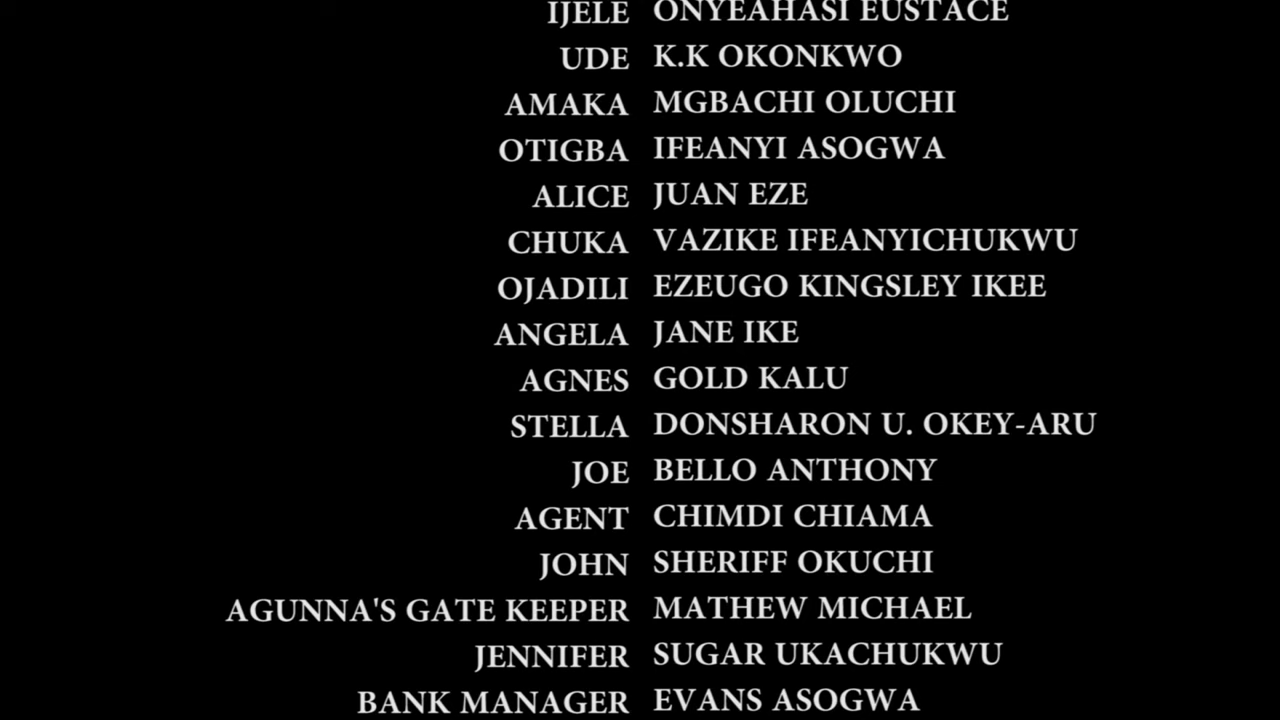 IJELE ONYEAHASI EUSTACE
UDE K.K OKONKWO
AMAKA MGBACHI OLUCHI
OTIGBA IFEANYI ASOGWA
ALICE JUAN EZE
CHUKA VAZIKE IFEANYICHUKWU
OJADILI EZEUGO KINGSLEY IKEE
ANGELA JANE IKE
AGNES GOLD KALU
STELLA DONSHARON U. OKEY-ARU
JOE BELLO ANTHONY
AGENT CHIMDI CHIAMA
JOHN SHERIFF OKUCHI
AGUNNA'S GATE KEEPER MATHEW MICHAEL
JENNIFER SUGAR UKACHUKWU
BANK MANAGER EVANS ASOGWA